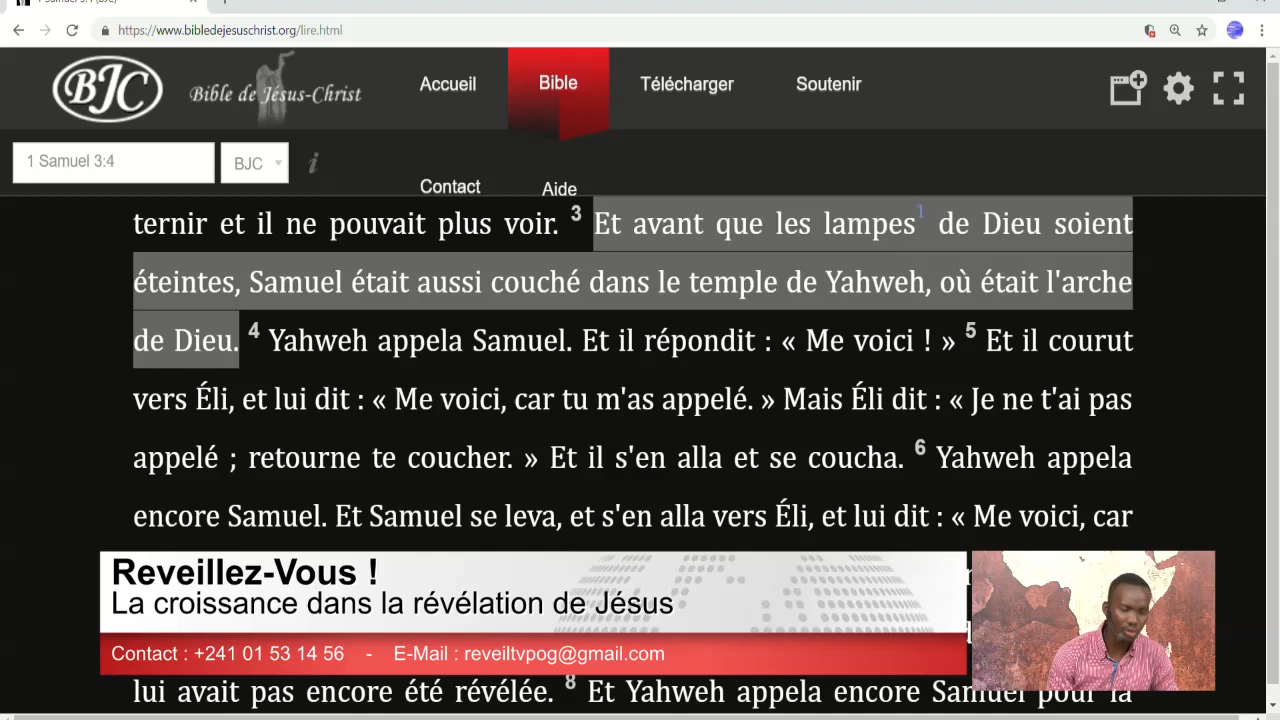 https://www.bibledejesuschrist.org/lire.html
BJC
Bible de Jésus-Christ
Accueil
Bible
Télécharger
Soutenir
1 Samuel 3:4
BJC
i
Contact
Aide
ternir et il ne pouvait plus voir. 3 Et avant que les lampes1 de Dieu soient
éteintes, Samuel était aussi couché dans le temple de Yahweh, où était l'arche
de Dieu. 4 Yahweh appela Samuel. Et il répondit : « Me voici ! » 5 Et il courut
vers Éli, et lui dit : « Me voici, car tu m'as appelé. » Mais Éli dit : « Je ne t'ai pas
appelé ; retourne te coucher. » Et il s'en alla et se coucha. 6 Yahweh appela
encore Samuel. Et Samuel se leva, et s'en alla vers Éli, et lui dit : « Me voici, car
Reveillez-Vous !
La croissance dans la révélation de Jésus
Contact : +241 01 53 14 56 - E-Mail : reveiltvpog@gmail.com
lui avait pas encore été révélée. 8 Et Yahweh appela encore Samuel pour la